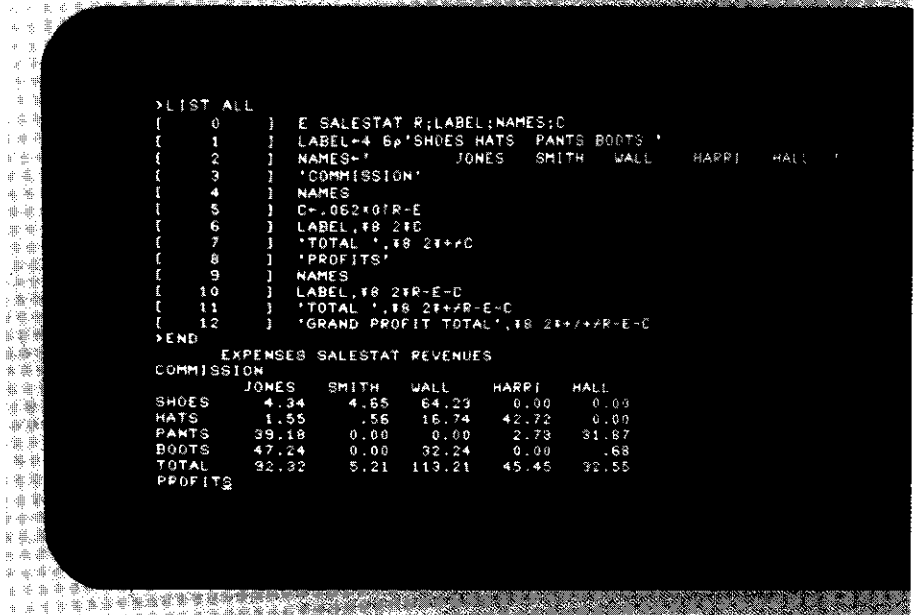 >LIST ALL
[ 0 ] E SALESTAT R;LABEL;NAMES;C
[ 1 ] LABEL←4 6⍴'SHOES HATS PANTS BOOTS '
[ 2 ] NAMES←' JONES SMITH WALL HARRI HALL '
[ 3 ] 'COMMISSION'
[ 4 ] NAMES
[ 5 ] C←.062×0⌈R-E
[ 6 ] LABEL,⍕8 2⍕C
[ 7 ] 'TOTAL ',⍕8 2⍕+⌿C
[ 8 ] 'PROFITS'
[ 9 ] NAMES
[ 10 ] LABEL,⍕8 2⍕R-E-C
[ 11 ] 'TOTAL ',⍕8 2⍕+⌿R-E-C
[ 12 ] 'GRAND PROFIT TOTAL',⍕8 2⍕+/+⌿R-E-C
>END
EXPENSES SALESTAT REVENUES
COMMISSION
JONES SMITH WALL HARRI HALL
SHOES 4.34 4.65 64.23 0.00 0.00
HATS 1.55 .56 16.74 42.72 0.00
PANTS 39.18 0.00 0.00 2.73 31.87
BOOTS 47.24 0.00 32.24 0.00 .68
TOTAL 92.32 5.21 113.21 45.45 32.55
PROFITS